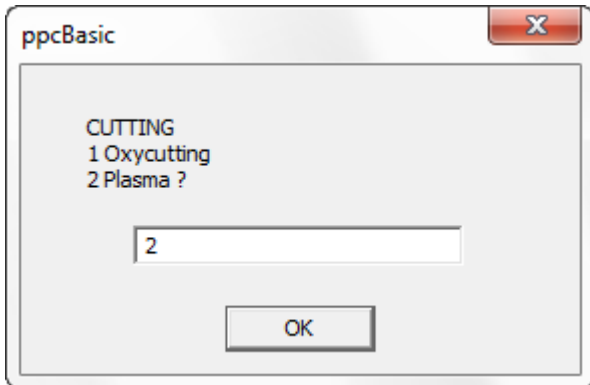 ppcBasic
CUTTING
1 Oxycutting
2 Plasma ?
2
OK